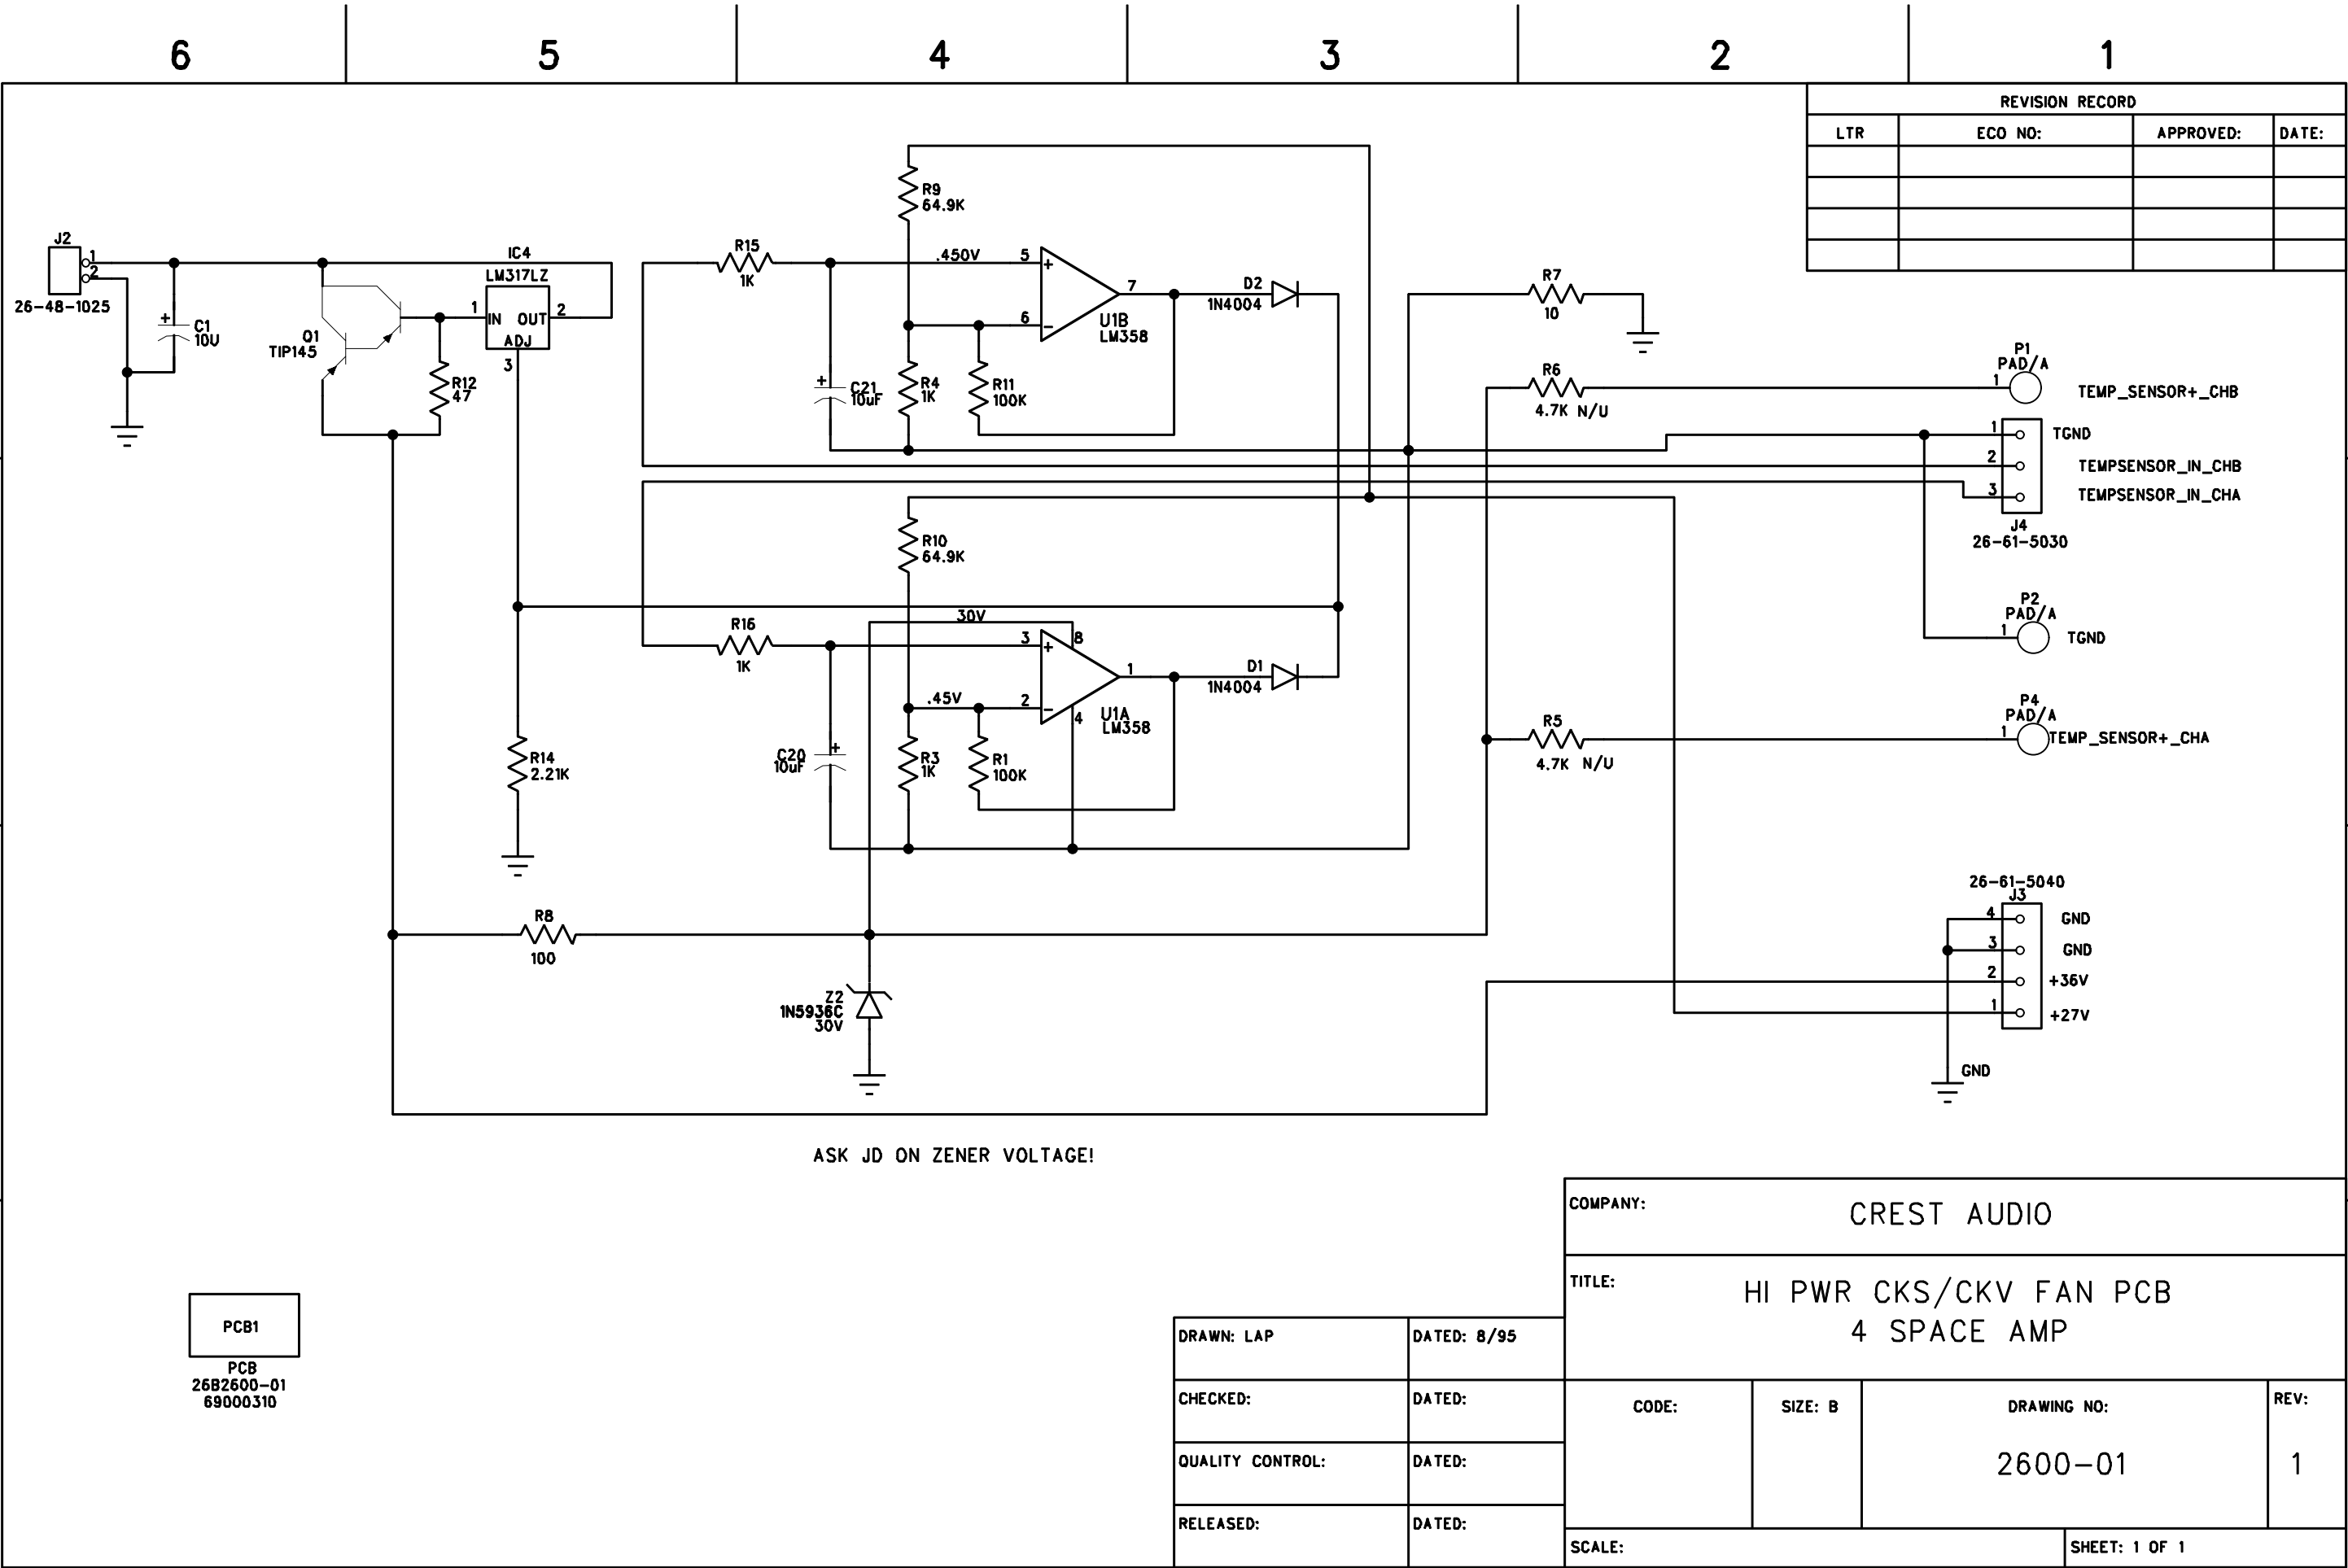 6 5 4 3 2 1
REVISION RECORD
LTR ECO NO: APPROVED: DATE:
J2
1
2
26-48-1025
+
C1
10U
Q1
TIP145
IC4
LM317LZ
1 IN OUT 2
ADJ
3
R12
47
R15
1K
R9
64.9K
.450V
5
+
6
-
7
U1B
LM358
+
C21
10uF
R4
1K
R11
100K
D2
1N4004
R7
10
R6
4.7K N/U
P1
PAD/A
1
TEMP_SENSOR+_CHB
1 TGND
2 TEMPSENSOR_IN_CHB
3 TEMPSENSOR_IN_CHA
J4
26-61-5030
R10
64.9K
30V
R16
1K
3
+
8
.45V
2
-
4
1
U1A
LM358
D1
1N4004
+
C20
10uF
R3
1K
R1
100K
R14
2.21K
P2
PAD/A
1
TGND
R5
4.7K N/U
P4
PAD/A
1
TEMP_SENSOR+_CHA
R8
100
Z2
1N5936C
30V
26-61-5040
J3
4 GND
3 GND
2 +36V
1 +27V
GND
ASK JD ON ZENER VOLTAGE!
PCB1
PCB
26B2600-01
69000310
COMPANY:
CREST AUDIO
TITLE:
HI PWR CKS/CKV FAN PCB
4 SPACE AMP
DRAWN: LAP DATED: 8/95
CHECKED: DATED:
QUALITY CONTROL: DATED:
RELEASED: DATED:
CODE: SIZE: B DRAWING NO: REV:
2600-01 1
SCALE: SHEET: 1 OF 1